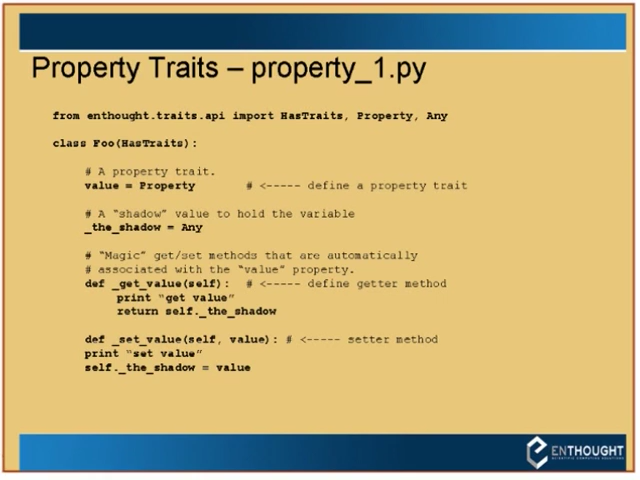 Property Traits – property_1.py
from enthought.traits.api import HasTraits, Property, Any
class Foo(HasTraits):
# A property trait.
value = Property # <----- define a property trait
# A "shadow" value to hold the variable
_the_shadow = Any
# "Magic" get/set methods that are automatically
# associated with the "value" property.
def _get_value(self): # <----- define getter method
print "get value"
return self._the_shadow
def _set_value(self, value): # <----- setter method
print "set value"
self._the_shadow = value
ENTHOUGHT
SCIENTIFIC COMPUTING SOLUTIONS